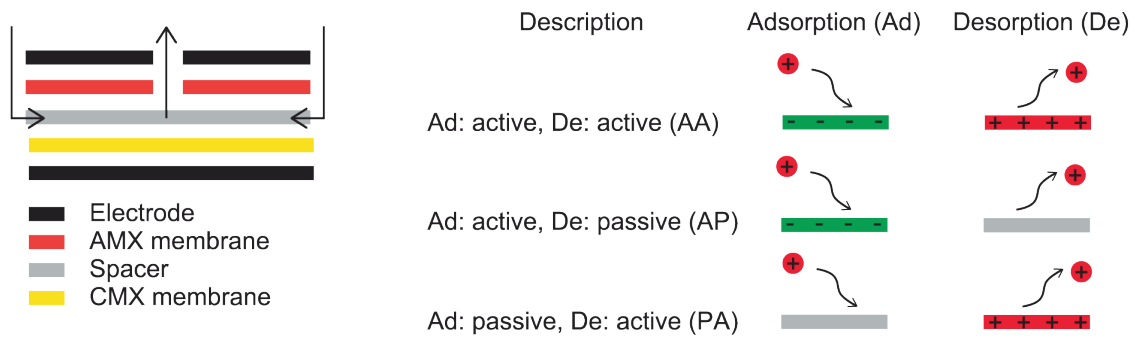 Description Adsorption (Ad) Desorption (De)
+ +
Ad: active, De: active (AA) - - - - + + + +
+ +
Ad: active, De: passive (AP) - - - -
+ +
Ad: passive, De: active (PA) + + + +
Electrode
AMX membrane
Spacer
CMX membrane